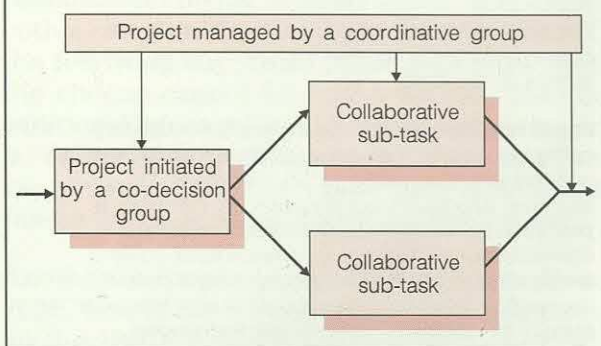 Project managed by a coordinative group
Collaborative
sub-task
Project initiated
by a co-decision
group
Collaborative
sub-task